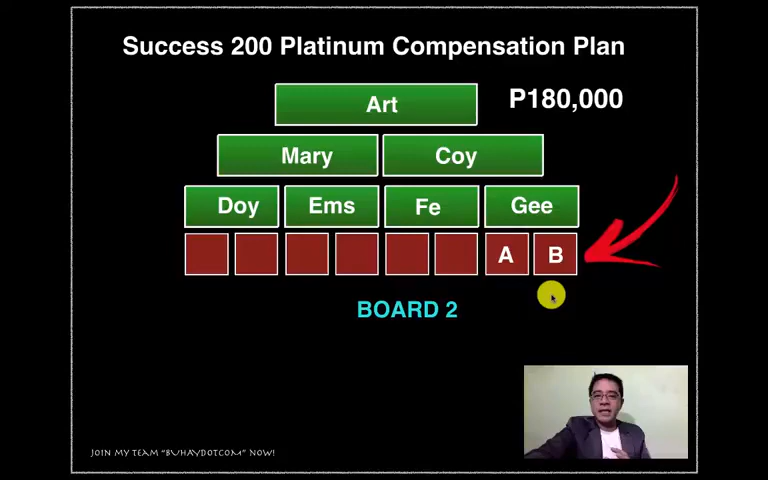 Success 200 Platinum Compensation Plan
Art
P180,000
Mary Coy
Doy Ems Fe Gee
A B
BOARD 2
JOIN MY TEAM "BUHAYDOTCOM" NOW!